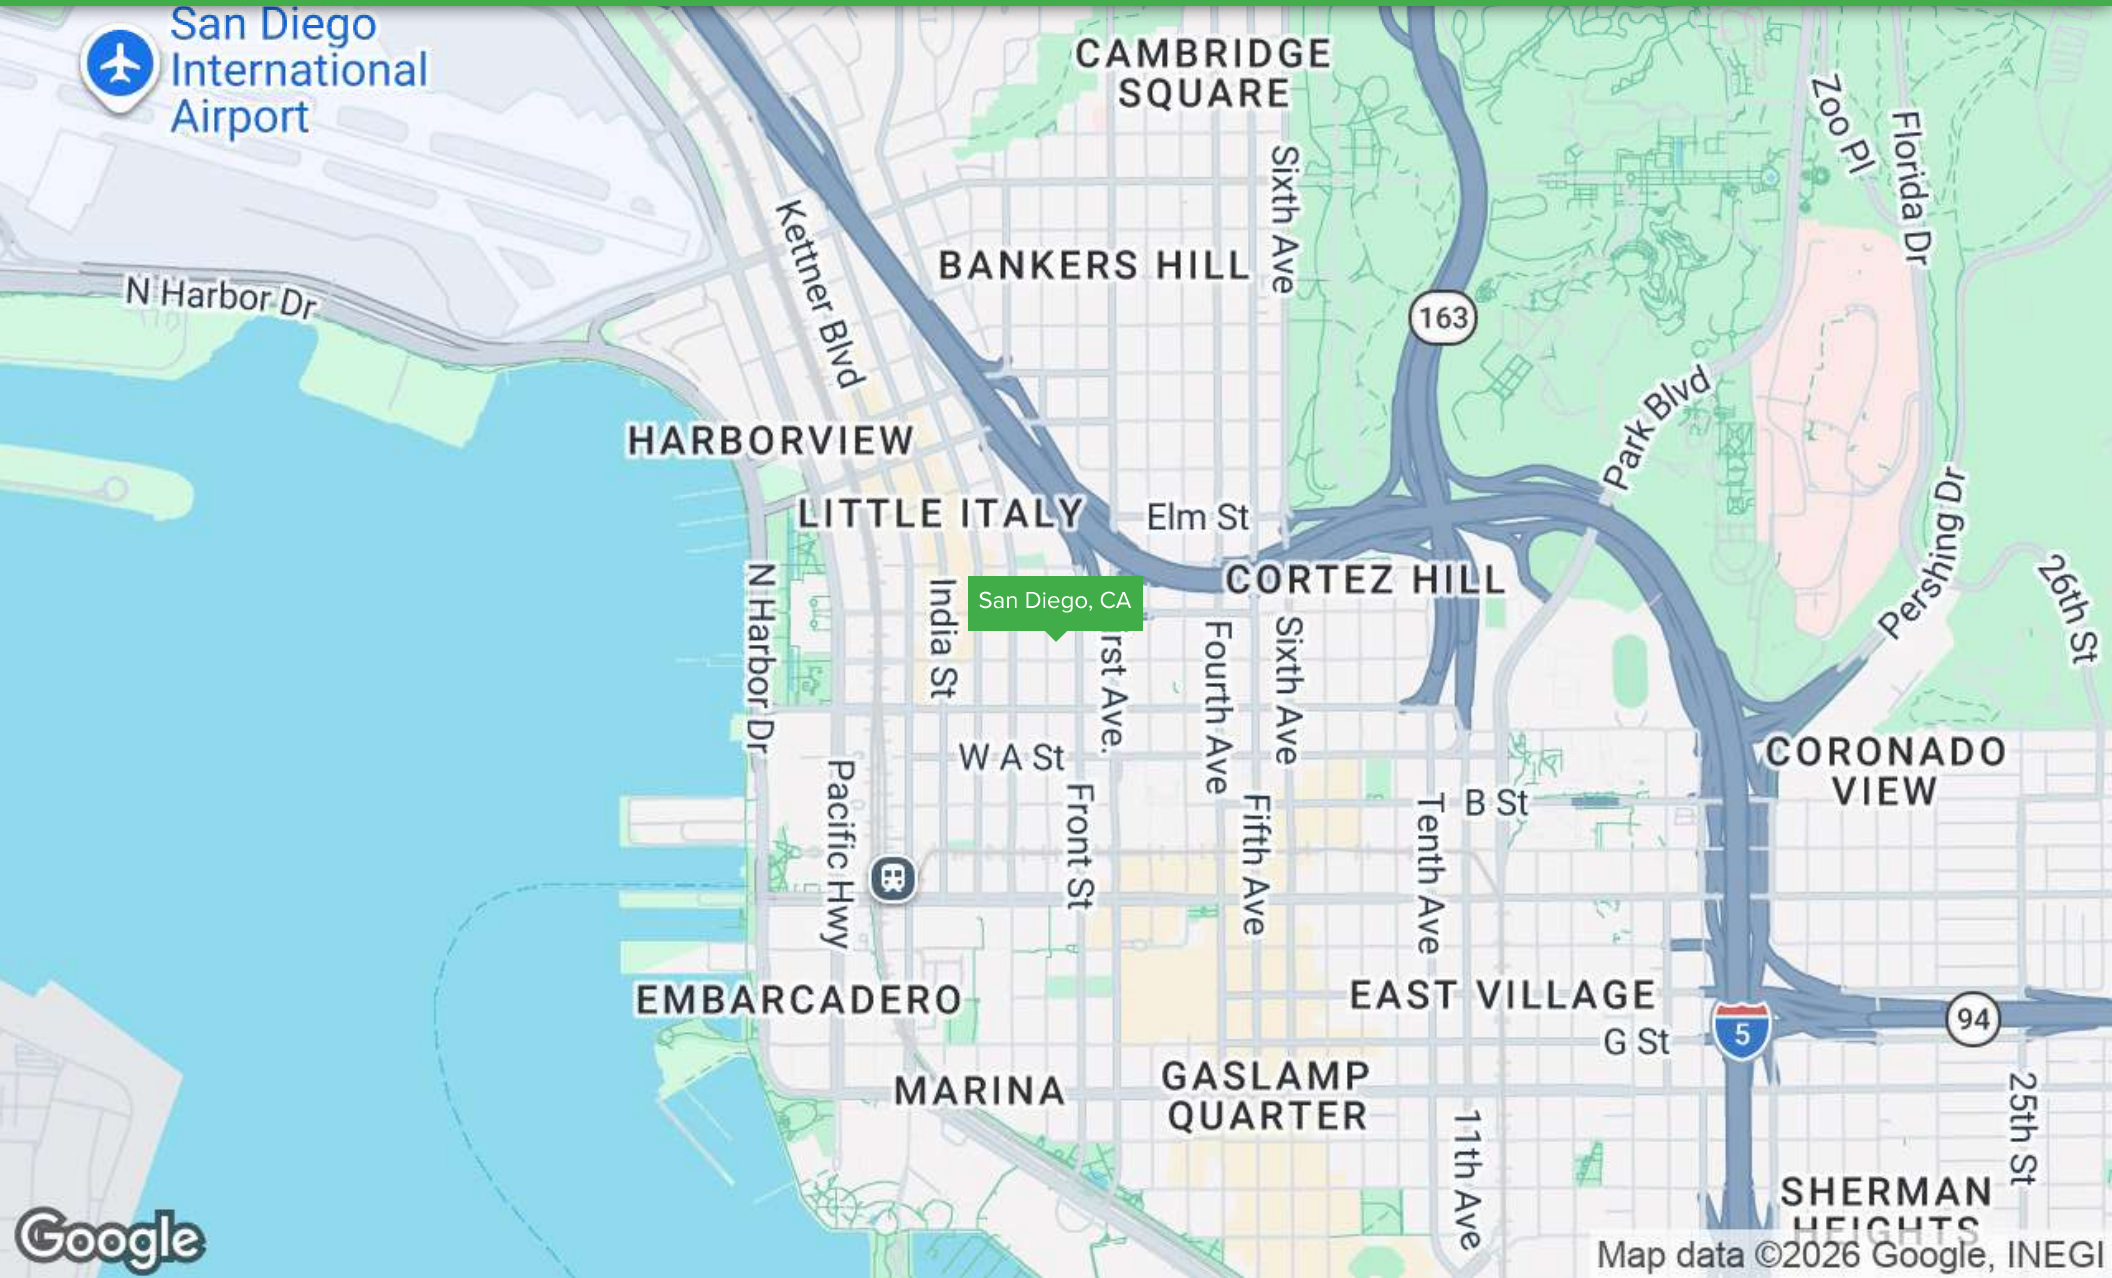 San Diego
International
Airport
CAMBRIDGE
SQUARE
Zoo Pl
Florida Dr
Sixth Ave
Kettner Blvd
BANKERS HILL
N Harbor Dr
163
Park Blvd
HARBORVIEW
LITTLE ITALY
Elm St
Pershing Dr
26th St
CORTEZ HILL
San Diego, CA
N Harbor Dr
India St
rst Ave.
Fourth Ave
Sixth Ave
W A St
CORONADO
VIEW
Pacific Hwy
Front St
Fifth Ave
Tenth Ave
B St
EMBARCADERO
EAST VILLAGE
94
5
G St
MARINA
GASLAMP
QUARTER
25th St
11th Ave
SHERMAN
HEIGHTS
Google
Map data ©2026 Google, INEGI